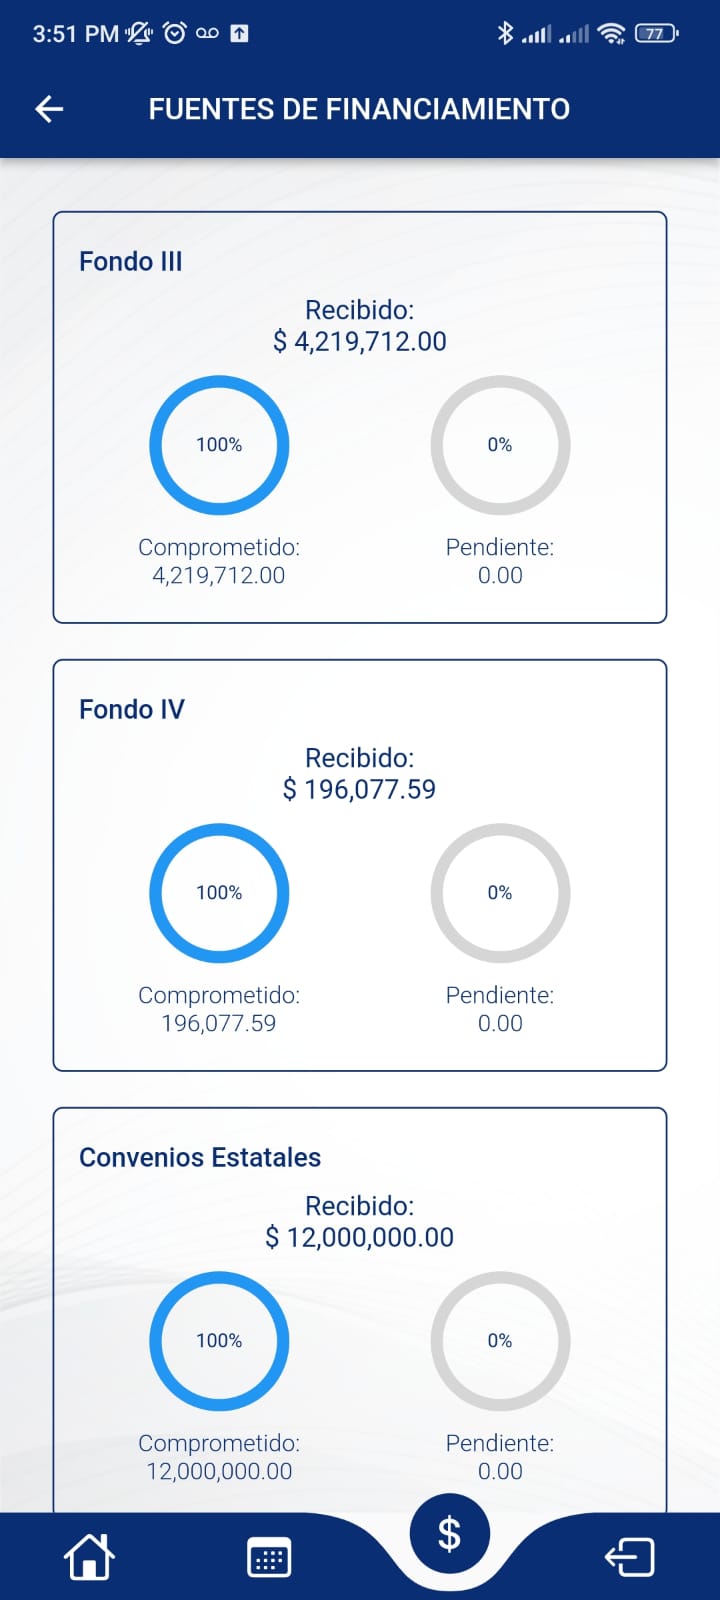 3:51 PM
77
FUENTES DE FINANCIAMIENTO
Fondo III
Recibido:
$ 4,219,712.00
100%
0%
Comprometido:
4,219,712.00
Pendiente:
0.00
Fondo IV
Recibido:
$ 196,077.59
100%
0%
Comprometido:
196,077.59
Pendiente:
0.00
Convenios Estatales
Recibido:
$ 12,000,000.00
100%
0%
Comprometido:
12,000,000.00
Pendiente:
0.00
$